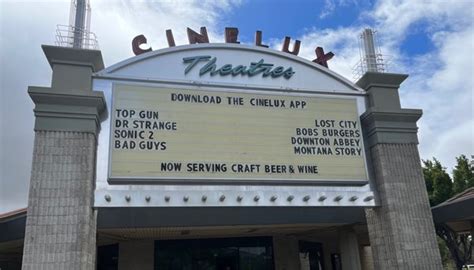 CINELUX
Theatres
DOWNLOAD THE CINELUX APP
TOP GUN
DR STRANGE
SONIC 2
BAD GUYS
LOST CITY
BOBS BURGERS
DOWNTON ABBEY
MONTANA STORY
NOW SERVING CRAFT BEER & WINE